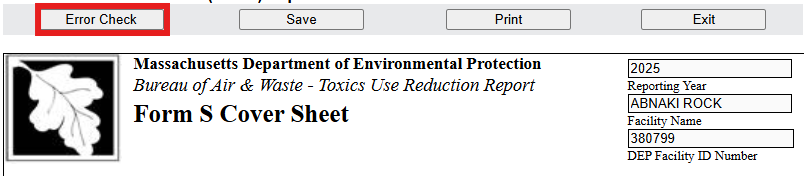 Error Check Save Print Exit
Massachusetts Department of Environmental Protection
Bureau of Air & Waste - Toxics Use Reduction Report
Form S Cover Sheet
2025
Reporting Year
ABNAKI ROCK
Facility Name
380799
DEP Facility ID Number